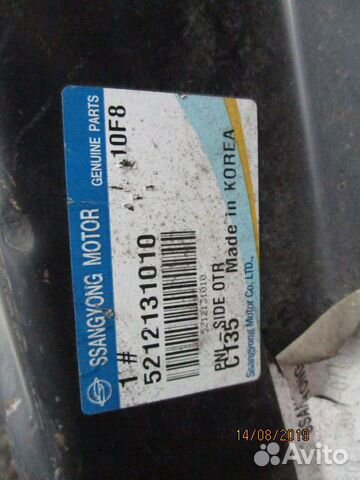 SSANGYONG MOTOR
GENUINE PARTS
10F8
1 #
5212131010
5212131010
PNL-SIDE OTR
CT35
Made in KOREA
Ssangyong Motor Co. LTD.,
14/08/2019
Avito